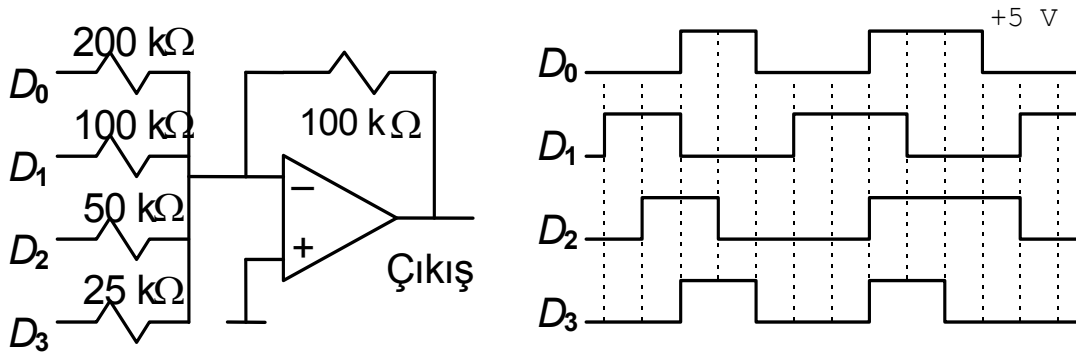 200 kΩ
D₀
100 kΩ
D₁
50 kΩ
D₂
25 kΩ
D₃
100 kΩ
−
+
Çıkış
+5 V
D₀
D₁
D₂
D₃